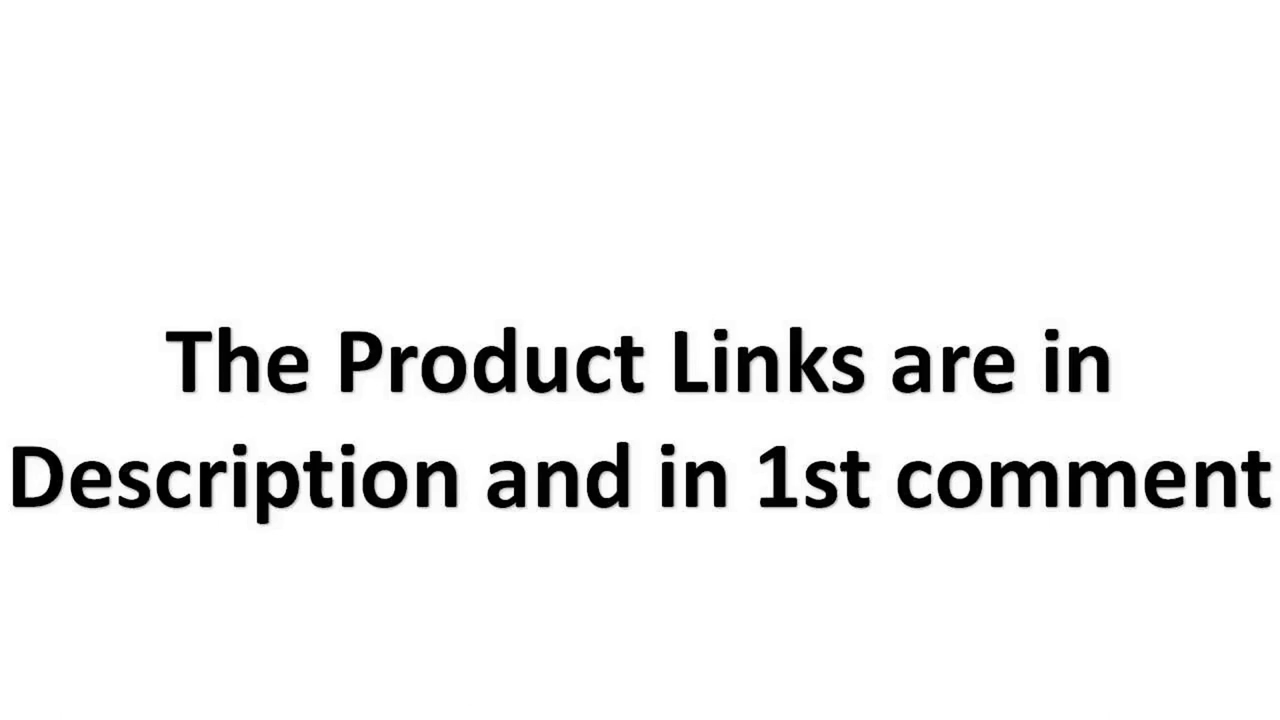 The Product Links are in
Description and in 1st comment